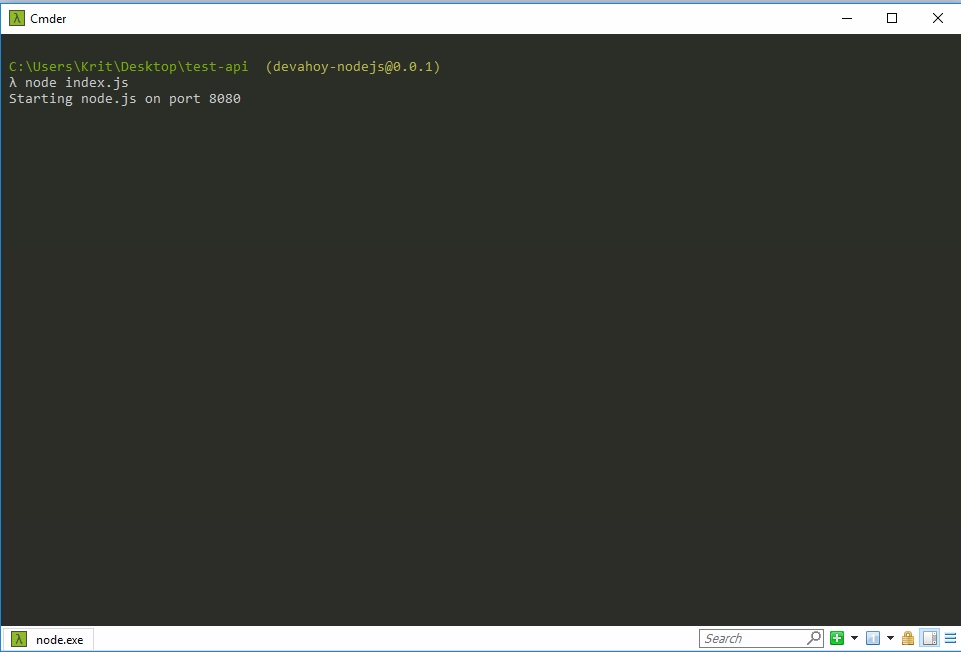 Cmder
C:\Users\Krit\Desktop\test-api  (devahoy-nodejs@0.0.1)
λ node index.js
Starting node.js on port 8080
node.exe
Search